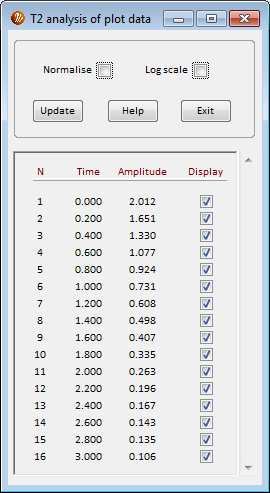 T2 analysis of plot data
Normalise Log scale
Update Help Exit
N Time Amplitude Display
1 0.000 2.012
2 0.200 1.651
3 0.400 1.330
4 0.600 1.077
5 0.800 0.924
6 1.000 0.731
7 1.200 0.608
8 1.400 0.498
9 1.600 0.407
10 1.800 0.335
11 2.000 0.263
12 2.200 0.196
13 2.400 0.167
14 2.600 0.143
15 2.800 0.135
16 3.000 0.106